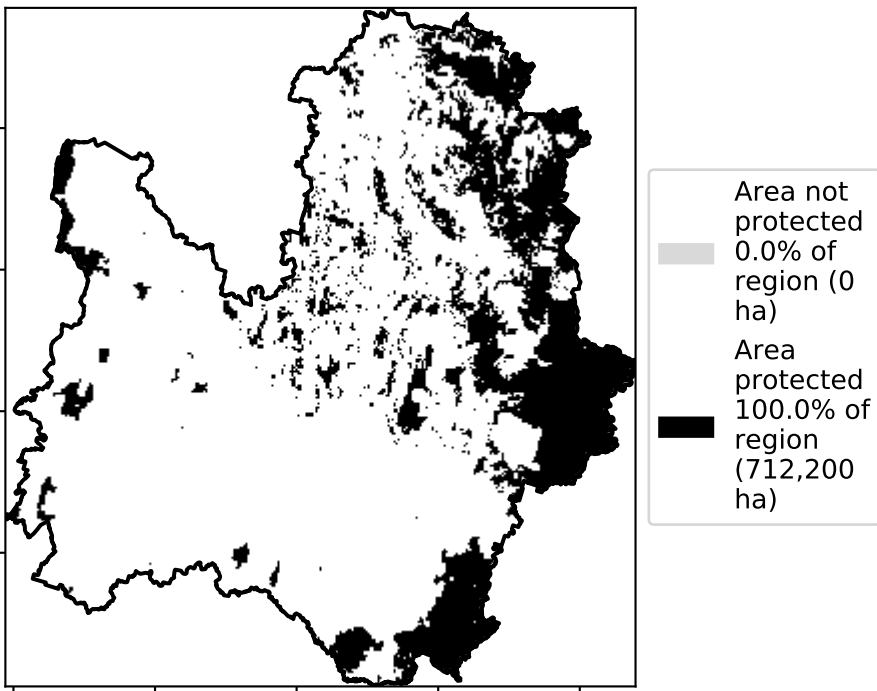 Area not
protected
0.0% of
region (0
ha)
Area
protected
100.0% of
region
(712,200
ha)